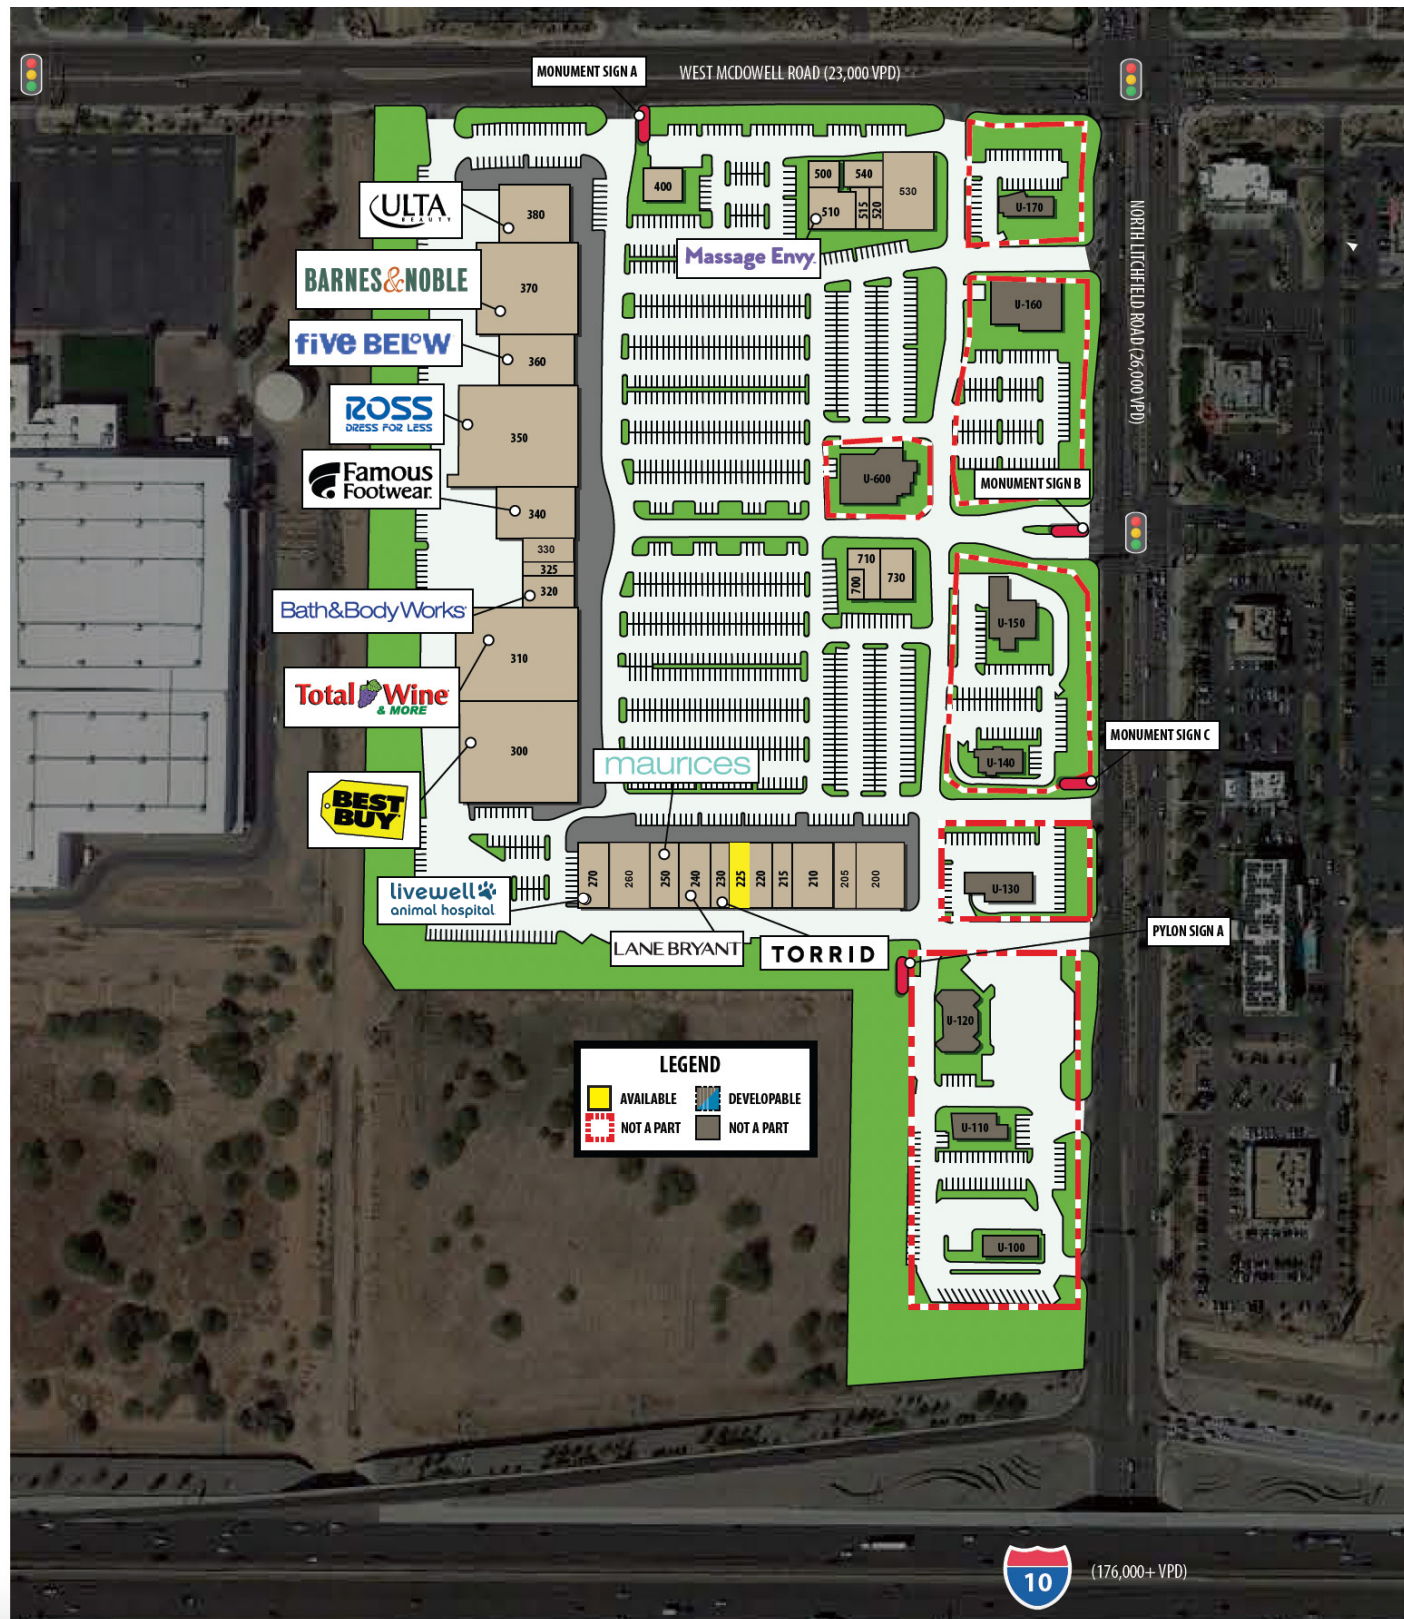 MONUMENT SIGN A
WEST MCDOWELL ROAD (23,000 VPD)
NORTH LITCHFIELD ROAD (26,000 VPD)
ULTA
BEAUTY
380
400
500
540
530
510
515
520
U-170
Massage Envy
BARNES&NOBLE
370
U-160
five BELOW
360
ROSS
DRESS FOR LESS
350
Famous
Footwear
340
U-600
MONUMENT SIGN B
330
325
320
710
700
730
Bath&BodyWorks
310
U-150
Total Wine
& MORE
300
maurices
U-140
MONUMENT SIGN C
BEST
BUY
270
260
250
240
230
225
220
215
210
205
200
U-130
livewell
animal hospital
LANE BRYANT
TORRID
PYLON SIGN A
U-120
LEGEND
AVAILABLE
DEVELOPABLE
NOT A PART
NOT A PART
U-110
U-100
10
(176,000+ VPD)